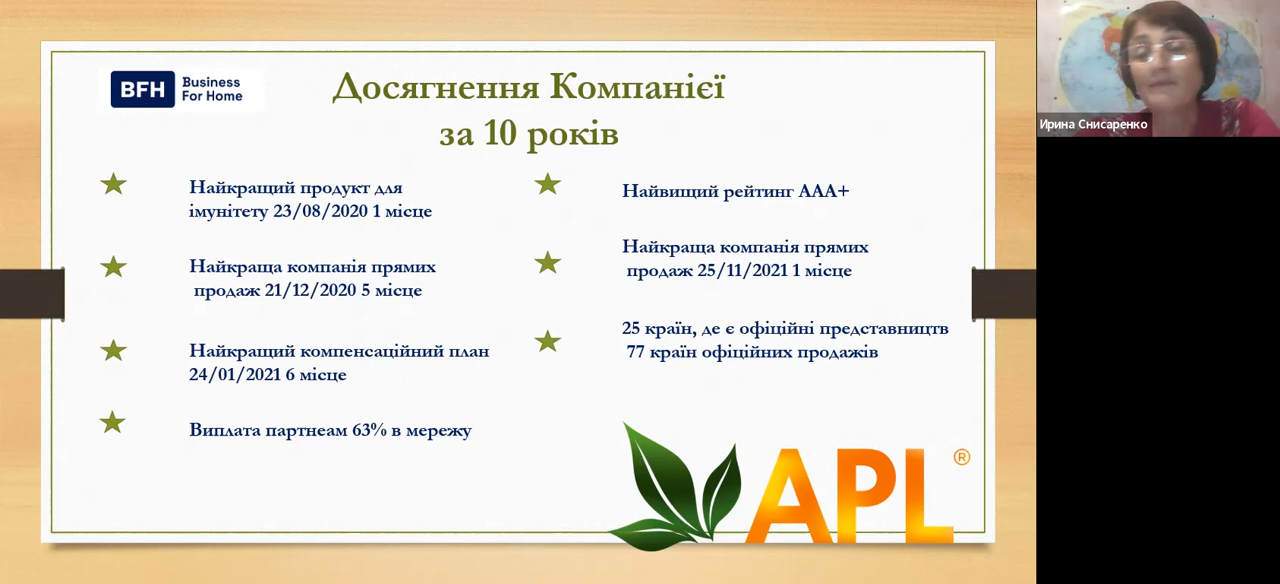 BFH Business
For Home
Досягнення Компанієї
за 10 років
Найкращий продукт для
імунітету 23/08/2020 1 місце
Найкраща компанія прямих
продаж 21/12/2020 5 місце
Найкращий компенсаційний план
24/01/2021 6 місце
Виплата партнеам 63% в мережу
Найвищий рейтинг ААА+
Найкраща компанія прямих
продаж 25/11/2021 1 місце
25 країн, де є офіційні представництв
77 країн офіційних продажів
APL®
Ирина Снисаренко